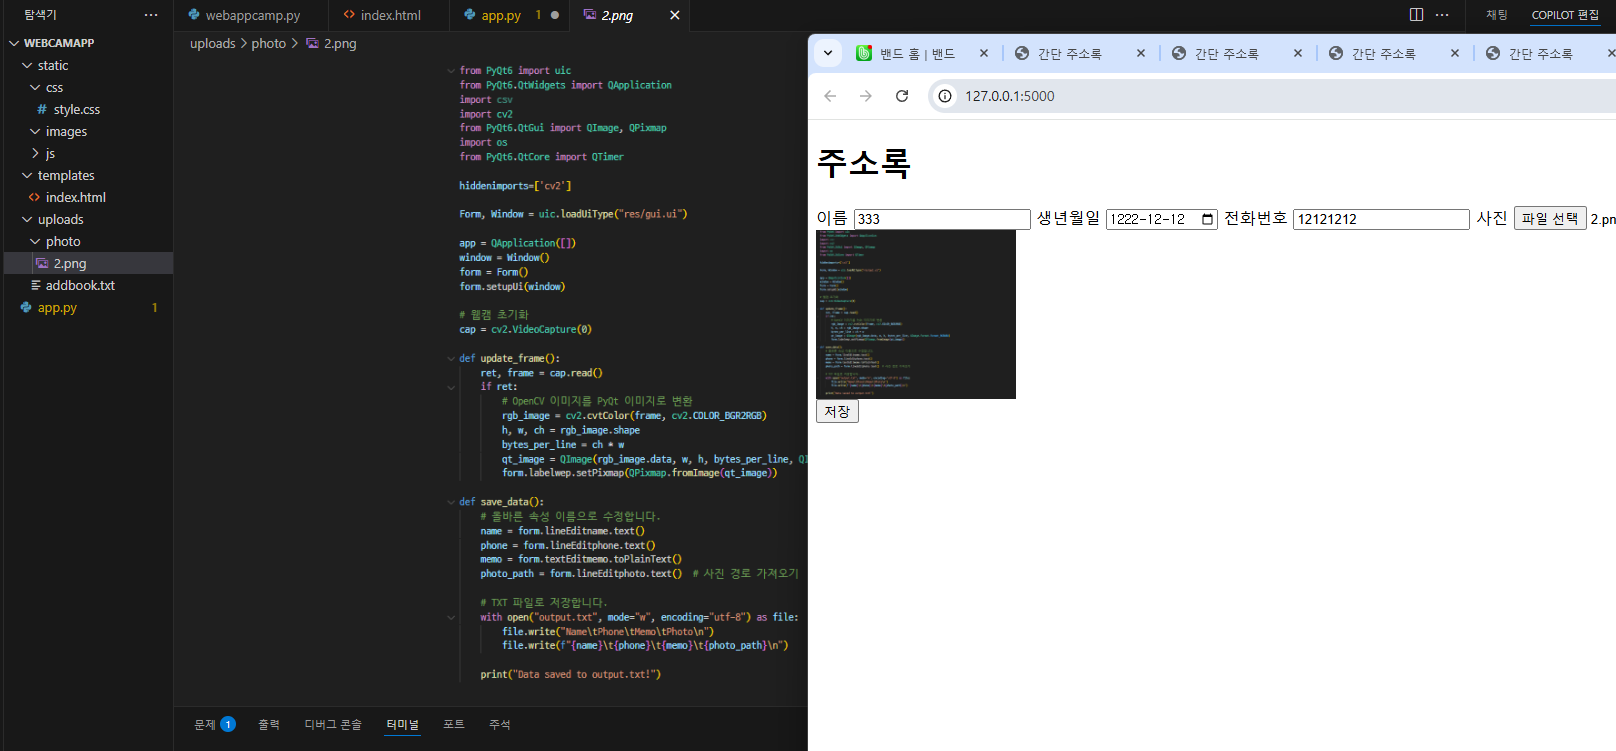 탐색기
WEBCAMAPP
static
css
style.css
images
js
templates
index.html
uploads
photo
2.png
addbook.txt
app.py 1
webappcamp.py
index.html
app.py 1
2.png
채팅
COPILOT 편집
uploads > photo > 2.png
from PyQt6 import uic
from PyQt6.QtWidgets import QApplication
import csv
import cv2
from PyQt6.QtGui import QImage, QPixmap
import os
from PyQt6.QtCore import QTimer
hiddenimports=['cv2']
Form, Window = uic.loadUiType("res/gui.ui")
app = QApplication([])
window = Window()
form = Form()
form.setupUi(window)
# 웹캠 초기화
cap = cv2.VideoCapture(0)
def update_frame():
ret, frame = cap.read()
if ret:
# OpenCV 이미지를 PyQt 이미지로 변환
rgb_image = cv2.cvtColor(frame, cv2.COLOR_BGR2RGB)
h, w, ch = rgb_image.shape
bytes_per_line = ch * w
qt_image = QImage(rgb_image.data, w, h, bytes_per_line, QI
form.labelwep.setPixmap(QPixmap.fromImage(qt_image))
def save_data():
# 올바른 속성 이름으로 수정합니다.
name = form.lineEditname.text()
phone = form.lineEditphone.text()
memo = form.textEditmemo.toPlainText()
photo_path = form.lineEditphoto.text() # 사진 경로 가져오기
# TXT 파일로 저장합니다.
with open("output.txt", mode="w", encoding="utf-8") as file:
file.write("Name\tPhone\tMemo\tPhoto\n")
file.write(f"{name}\t{phone}\t{memo}\t{photo_path}\n")
print("Data saved to output.txt!")
문제 1 출력 디버그 콘솔 터미널 포트 주석
밴드 홈 | 밴드
간단 주소록
간단 주소록
간단 주소록
간단 주소록
127.0.0.1:5000
주소록
이름 333 생년월일 1222-12-12 전화번호 12121212 사진 파일 선택 2.pn
저장